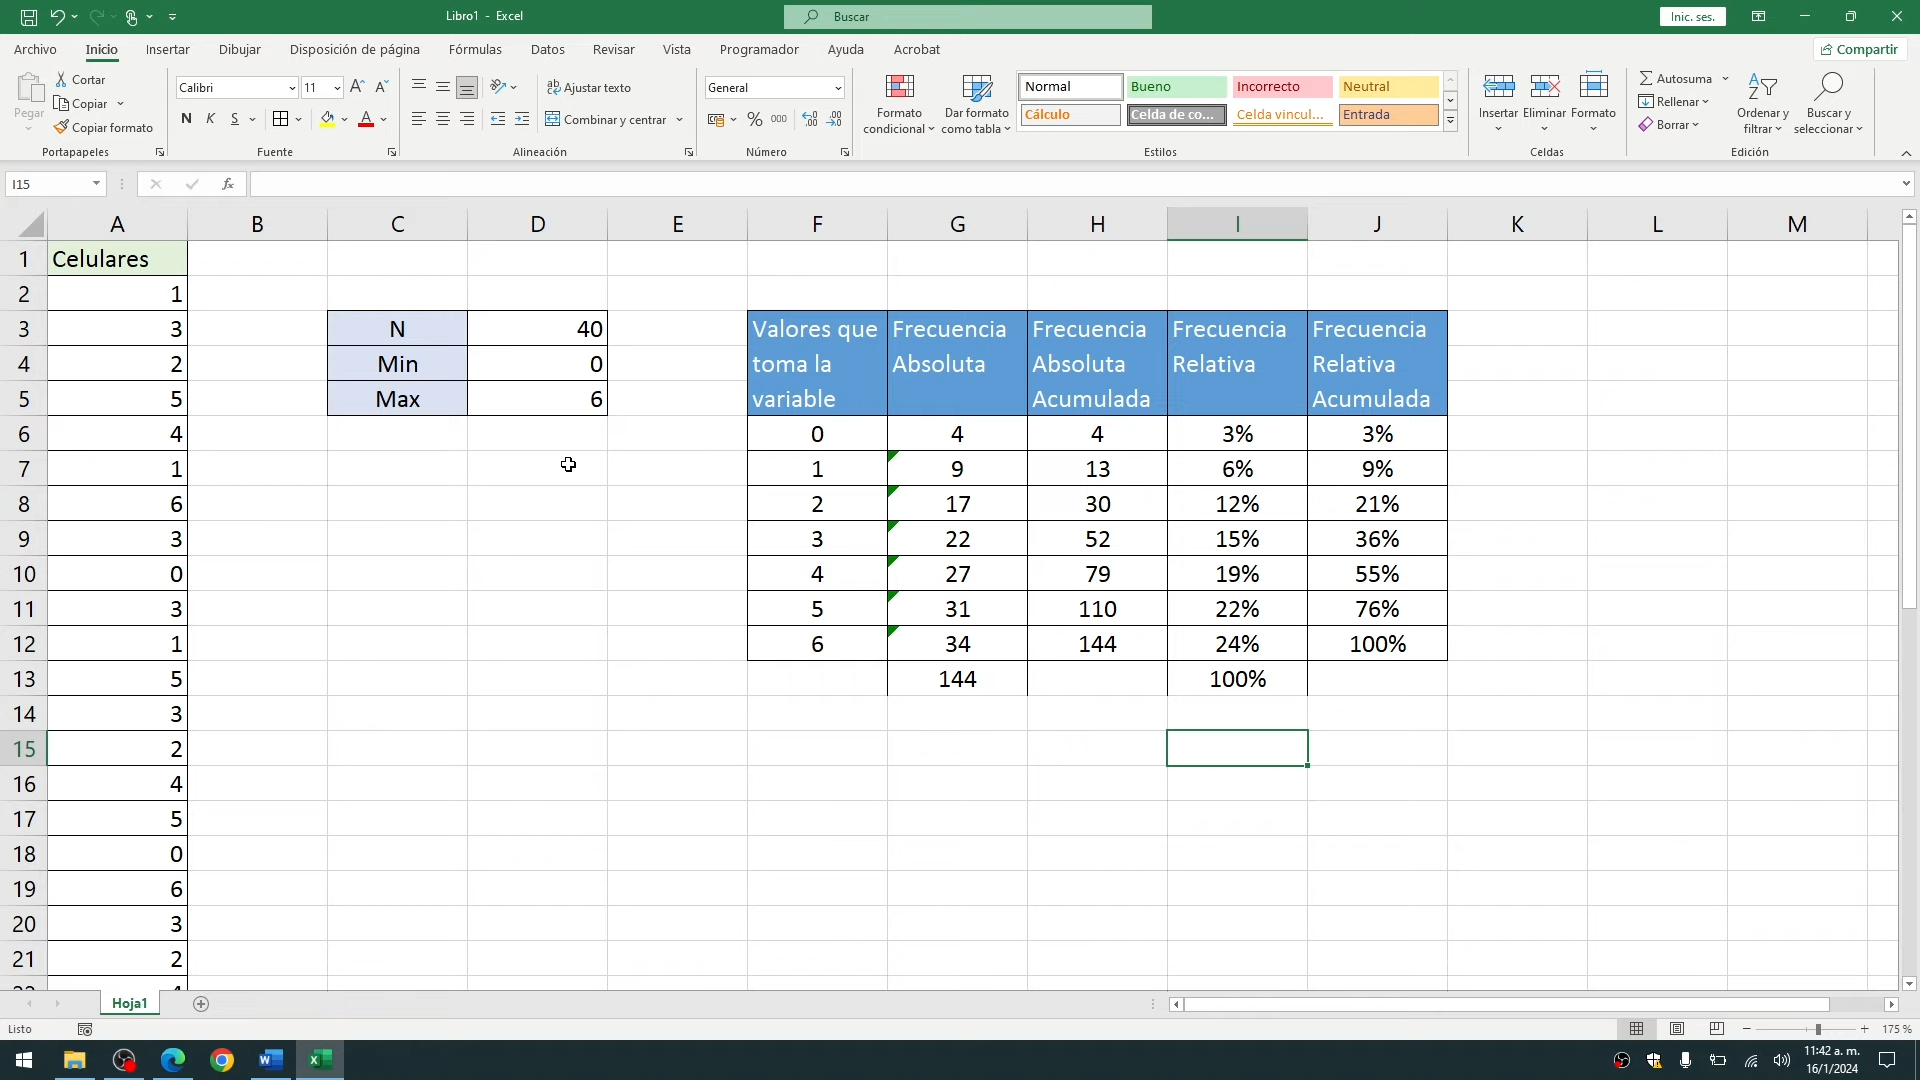 Libro1 - Excel
Buscar
Inic. ses.
Archivo Inicio Insertar Dibujar Disposición de página Fórmulas Datos Revisar Vista Programador Ayuda Acrobat Compartir
Pegar
Cortar
Copiar
Copiar formato
Portapapeles
Calibri 11
N K S
Fuente
Ajustar texto
Combinar y centrar
Alineación
General
% 000
Número
Formato condicional
Dar formato como tabla
Normal Bueno Incorrecto Neutral
Cálculo Celda de co... Celda vincul... Entrada
Estilos
Insertar Eliminar Formato
Celdas
Autosuma
Rellenar
Borrar
Ordenar y filtrar
Buscar y seleccionar
Edición
I15
fx
A B C D E F G H I J K L M
1 Celulares
2 1
3 3 N 40 Valores que Frecuencia Frecuencia Frecuencia Frecuencia
4 2 Min 0 toma la Absoluta Absoluta Relativa Relativa
5 5 Max 6 variable Acumulada Acumulada
6 4 0 4 4 3% 3%
7 1 1 9 13 6% 9%
8 6 2 17 30 12% 21%
9 3 3 22 52 15% 36%
10 0 4 27 79 19% 55%
11 3 5 31 110 22% 76%
12 1 6 34 144 24% 100%
13 5 144 100%
14 3
15 2
16 4
17 5
18 0
19 6
20 3
21 2
Hoja1
Listo
175 %
11:42 a. m.
16/1/2024